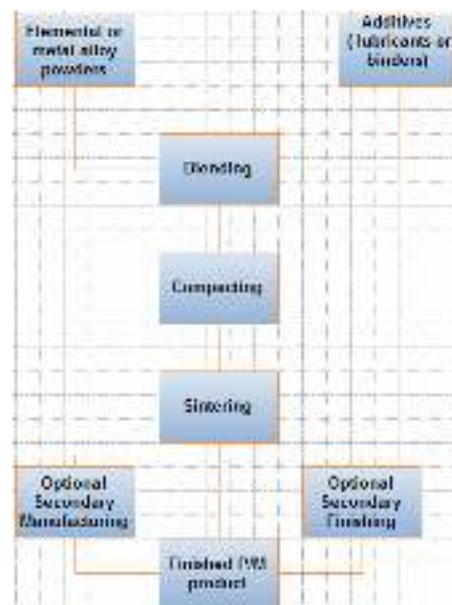 Elemental or
metal alloy
powders
Additives
( lubricants or
binders)
Blending
Compacting
Sintering
Optional
Secondary
Manufacturing
Optional
Secondary
Finishing
Finished P/M
product